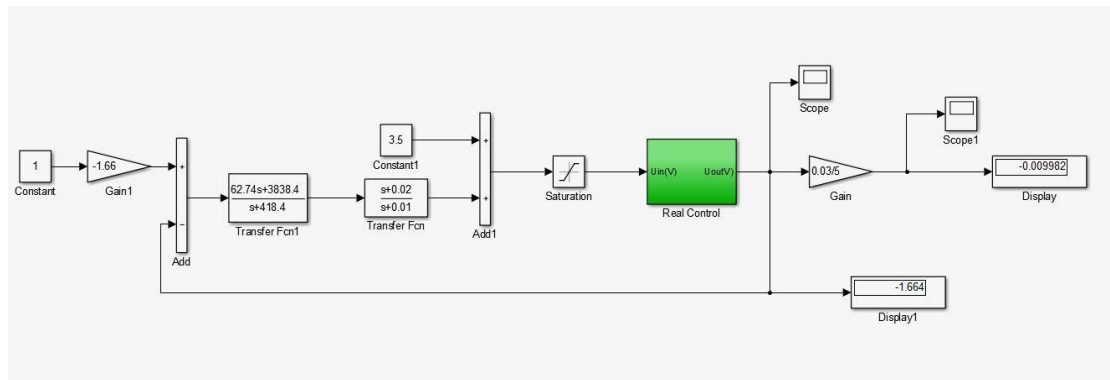 1
Constant
-1.66
Gain1
+
−
Add
62.74s+3838.4
s+418.4
Transfer Fcn1
3.5
Constant1
s+0.02
s+0.01
Transfer Fcn
+
+
Add1
Saturation
Uin(V)
Uout(V)
Real Control
Scope
0.03/5
Gain
Scope1
-0.009982
Display
-1.664
Display1